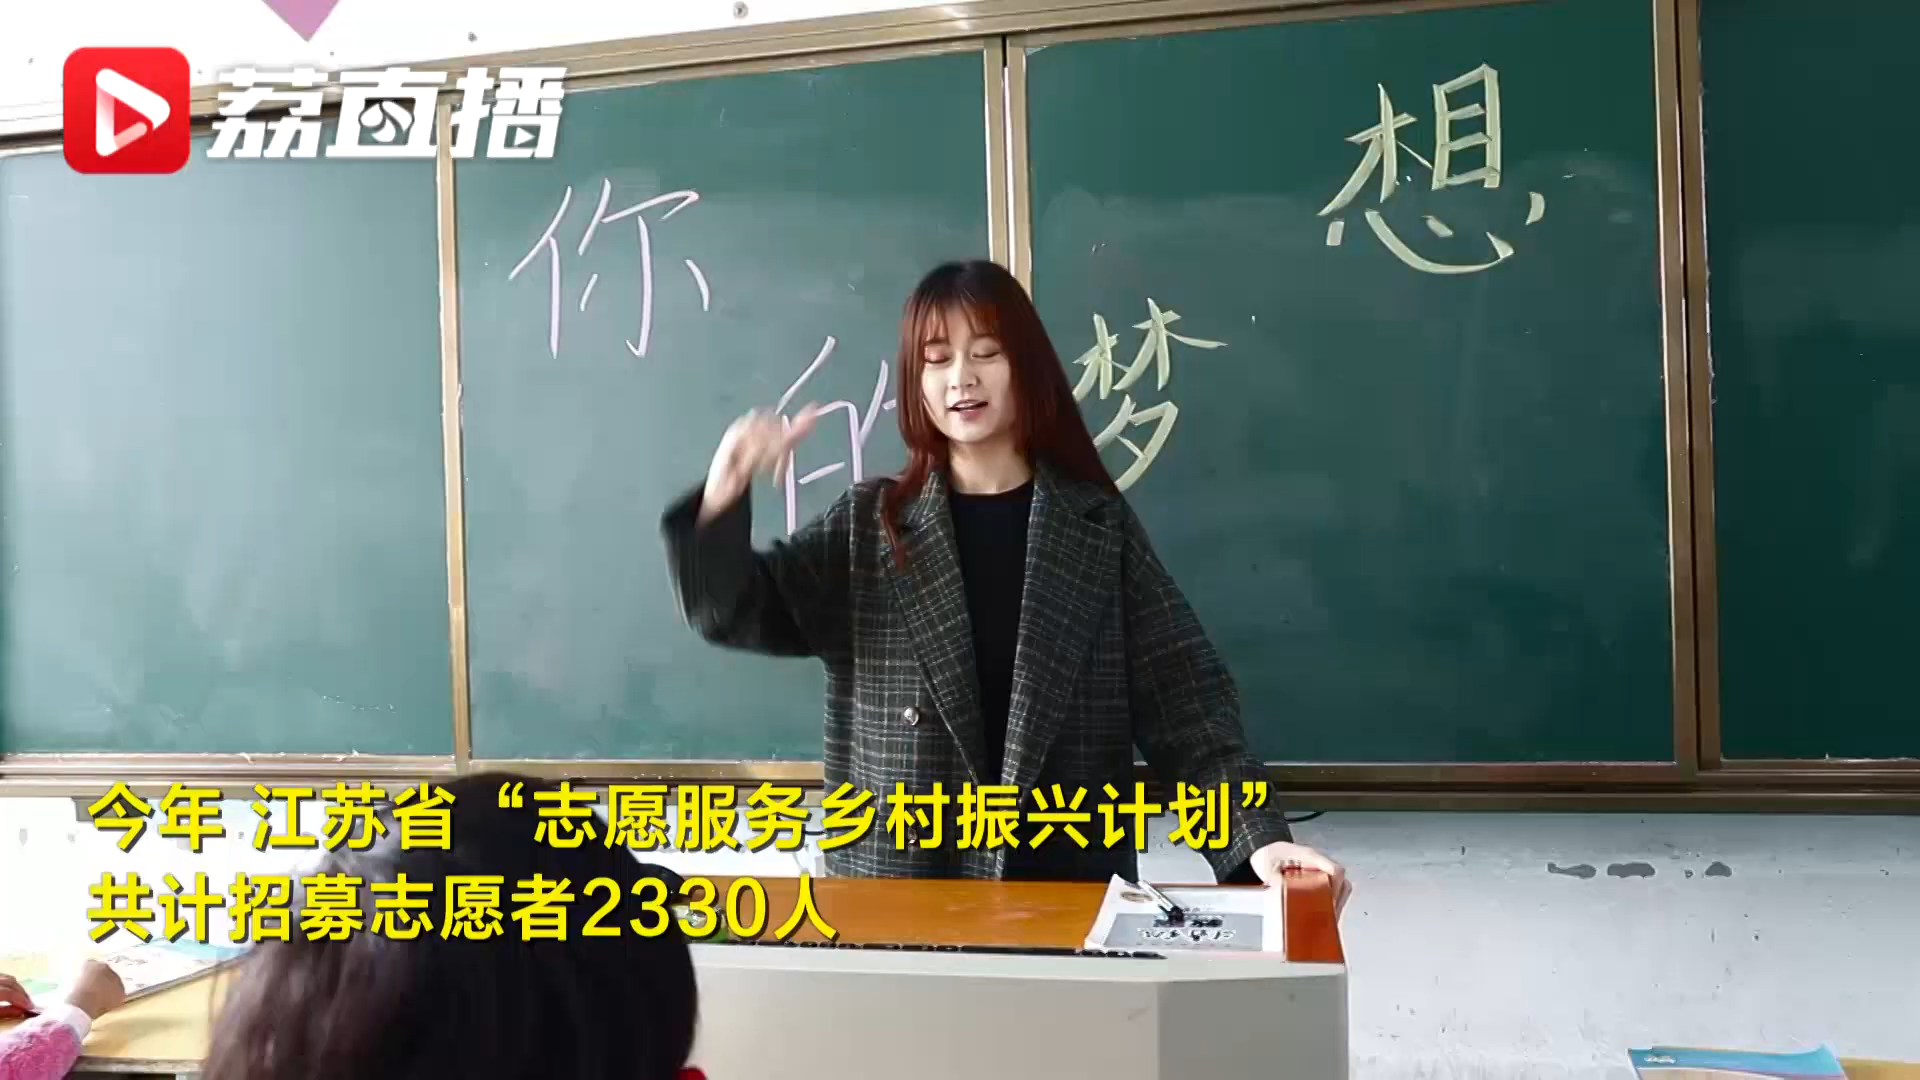 荔直播
你的梦想
今年 江苏省“志愿服务乡村振兴计划”
共计招募志愿者2330人